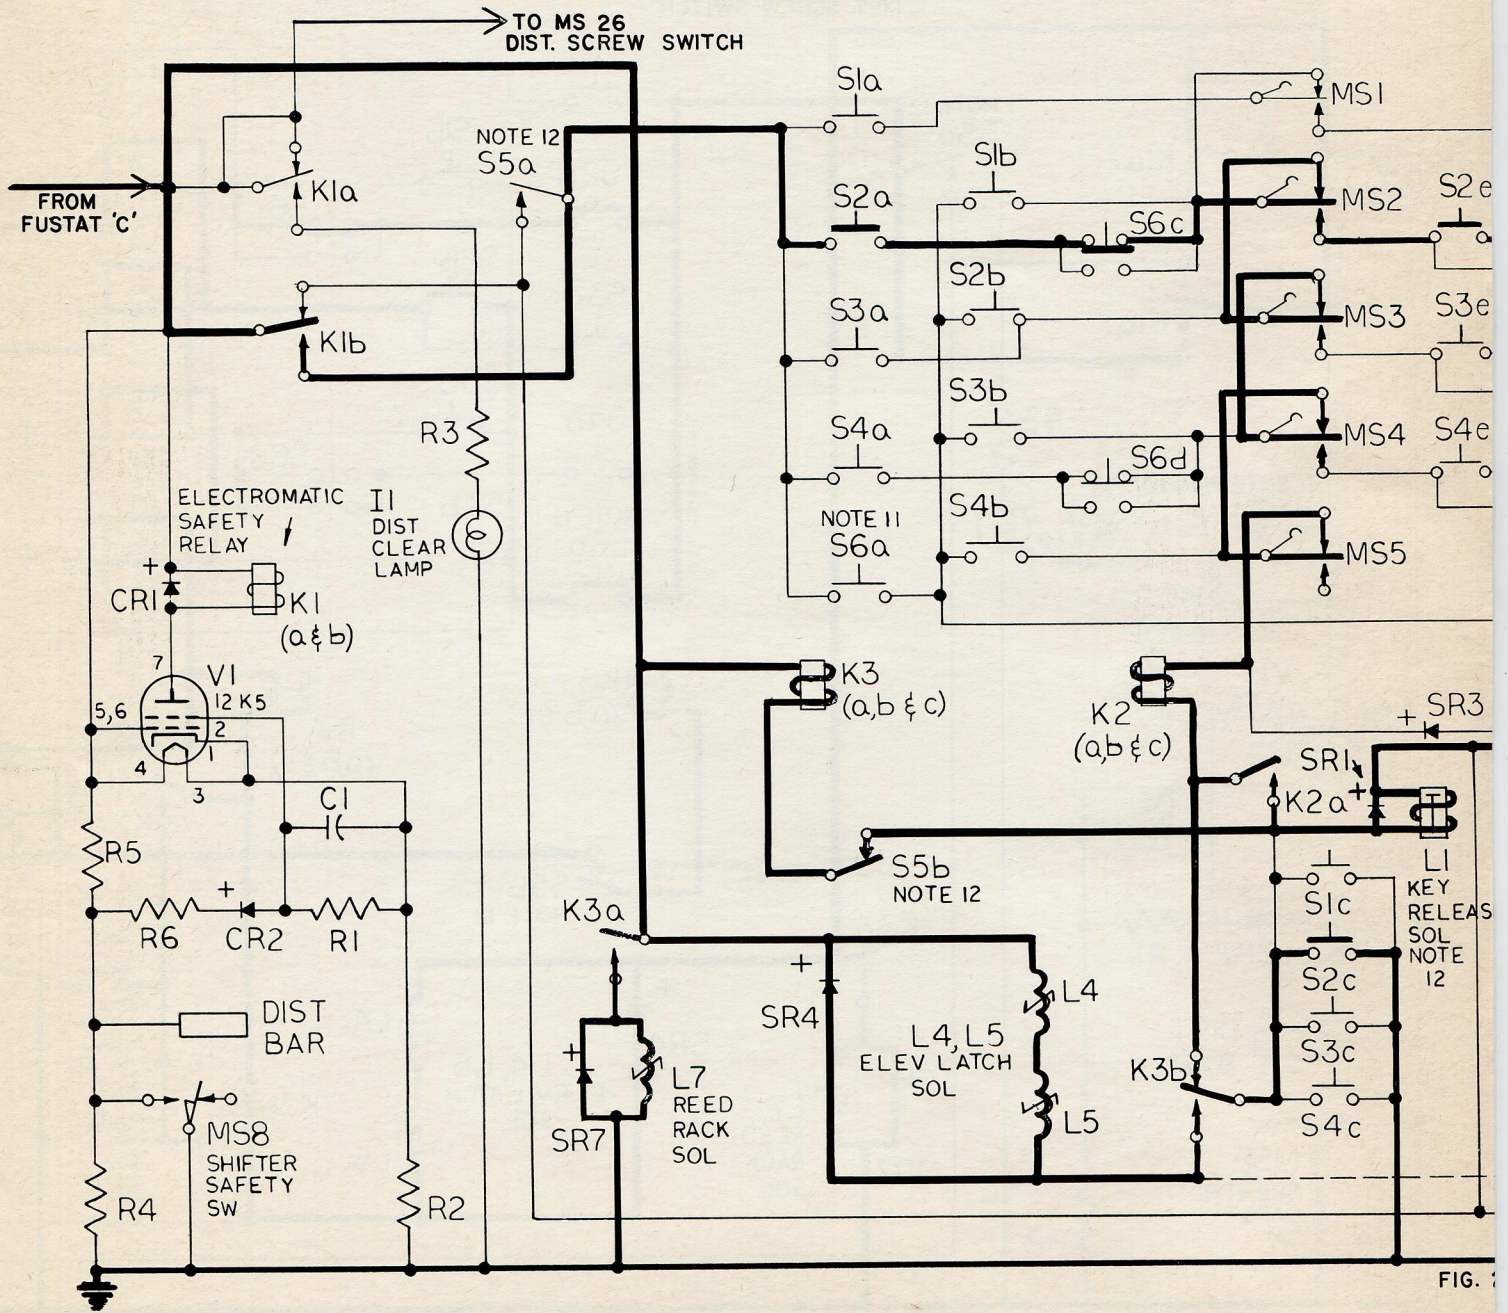 TO MS 26
DIST. SCREW SWITCH
S1a
MS1
NOTE 12
S5a
S1b
K1a
FROM
FUSTAT 'C'
S2a
S6c
MS2
S2e
S2b
K1b
S3a
MS3
S3e
S3b
R3
S4a
S6d
MS4
S4e
ELECTROMATIC
SAFETY
RELAY
I1
DIST
CLEAR
LAMP
NOTE 11
S6a
S4b
MS5
+
CR1
K1
(a & b)
7
V1
12 K5
5,6
2
1
4
3
K3
(a,b & c)
K2
(a,b & c)
+
SR3
SR1
+
K2a
C1
R5
S5b
NOTE 12
L1
KEY
RELEAS
SOL
NOTE
12
S1c
+
R6
CR2
R1
K3a
+
SR4
L4
S2c
DIST
BAR
L4, L5
ELEV LATCH
SOL
S3c
+
L7
REED
RACK
SOL
SR7
K3b
L5
S4c
MS8
SHIFTER
SAFETY
SW
R4
R2
FIG.